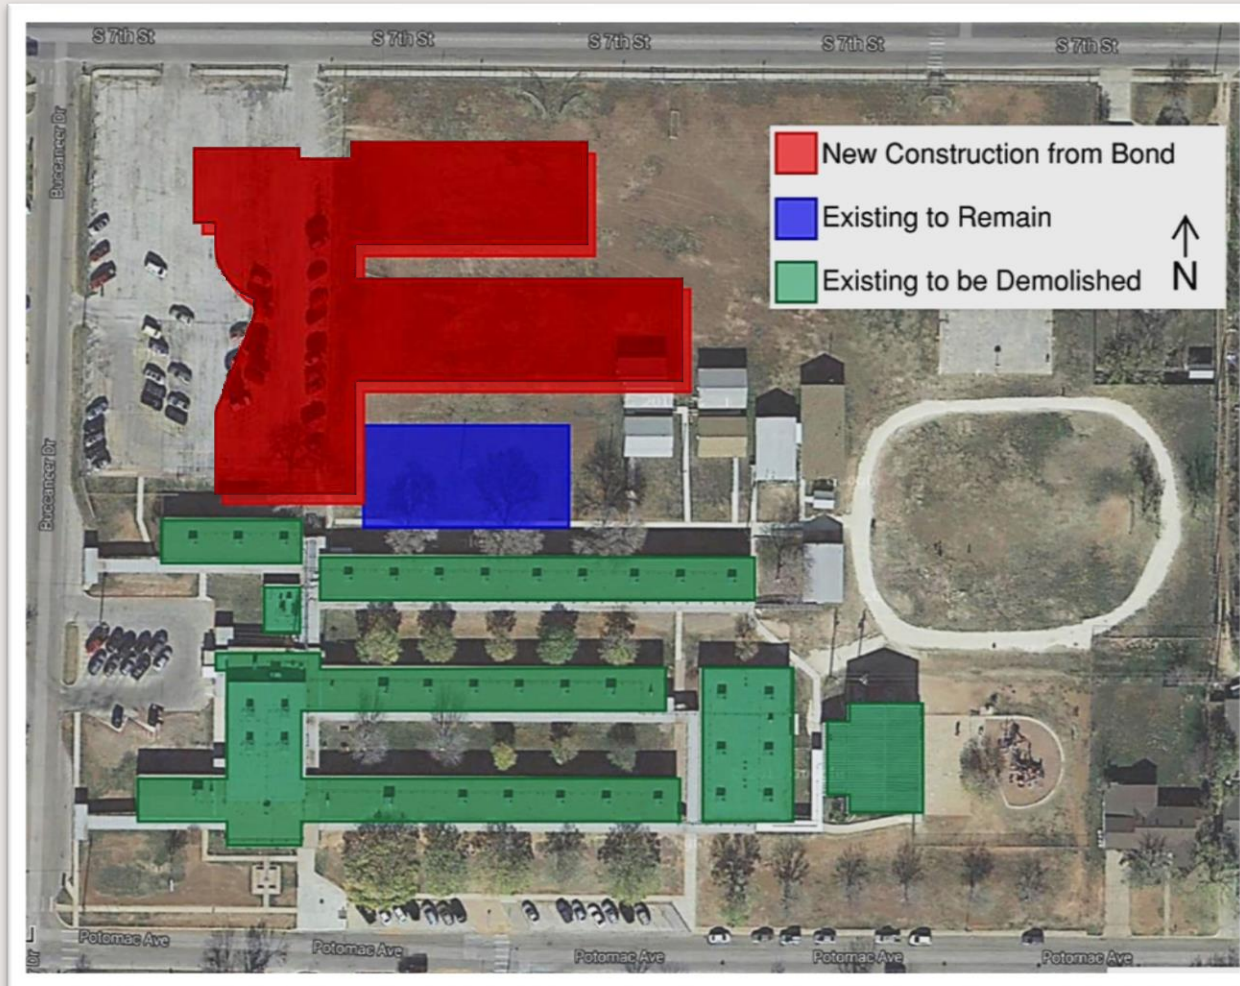 S 7th St S 7th St S 7th St S 7th St S 7th St
Buccaneer Dr
New Construction from Bond
Existing to Remain
Existing to be Demolished
N
Buccaneer Dr
Potomac Ave Potomac Ave Potomac Ave Potomac Ave Potomac Ave